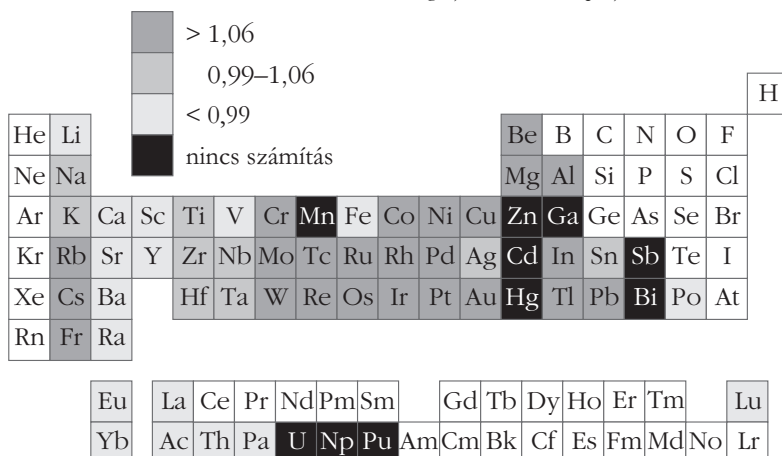 > 1,06
0,99–1,06
< 0,99
nincs számítás
H
He Li Be B C N O F
Ne Na Mg Al Si P S Cl
Ar K Ca Sc Ti V Cr Mn Fe Co Ni Cu Zn Ga Ge As Se Br
Kr Rb Sr Y Zr Nb Mo Tc Ru Rh Pd Ag Cd In Sn Sb Te I
Xe Cs Ba Hf Ta W Re Os Ir Pt Au Hg Tl Pb Bi Po At
Rn Fr Ra
Eu La Ce Pr Nd Pm Sm Gd Tb Dy Ho Er Tm Lu
Yb Ac Th Pa U Np Pu Am Cm Bk Cf Es Fm Md No Lr